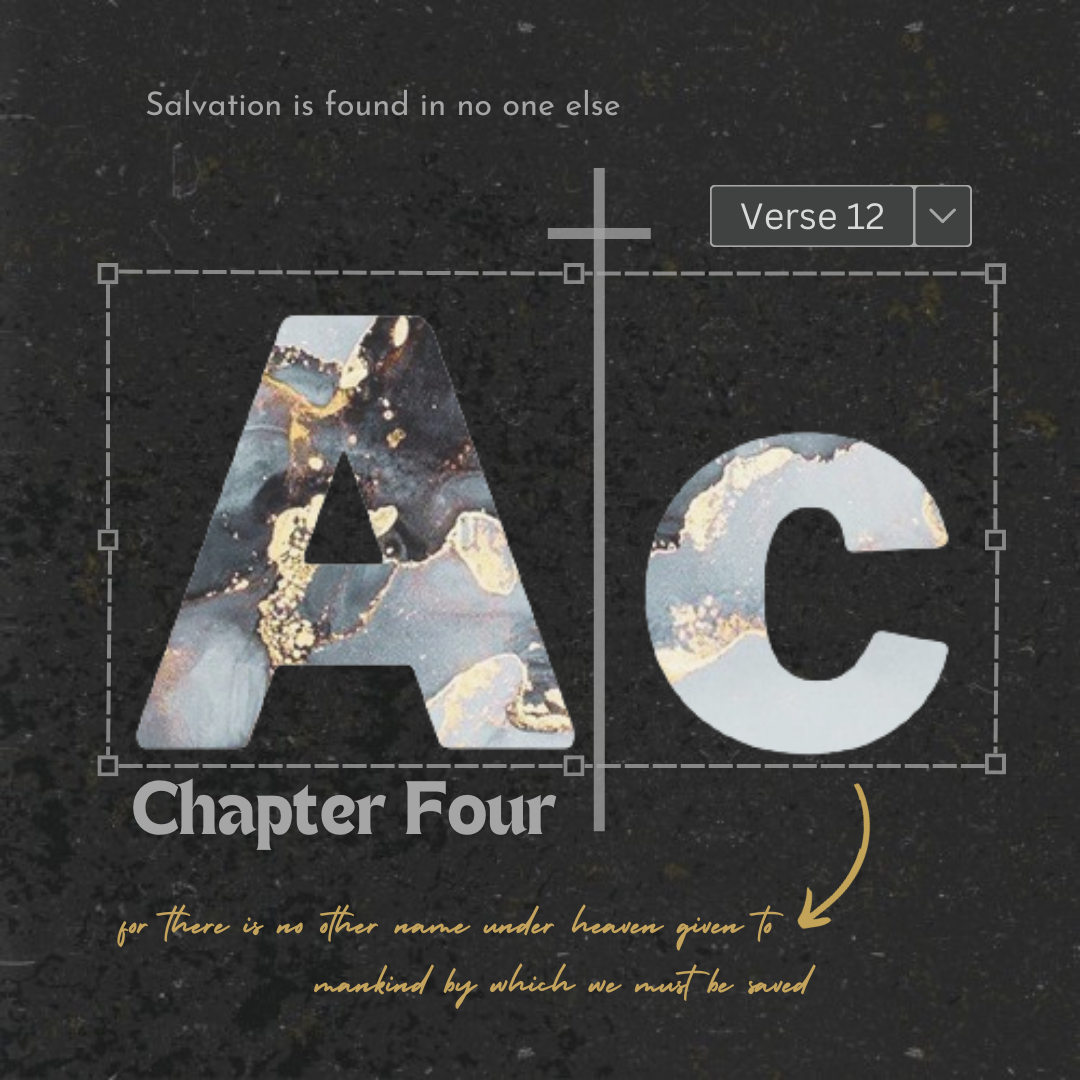 Salvation is found in no one else
Verse 12
Ac
Chapter Four
for there is no other name under heaven given to
mankind by which we must be saved